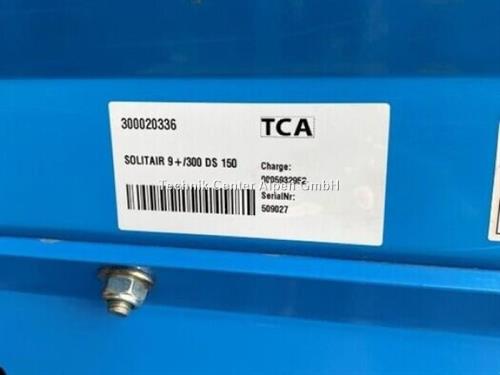 300020336
TCA
SOLITAIR 9+/300 DS 150
Charge:
Technik Center Alpen GmbH
SerialNr:
509027